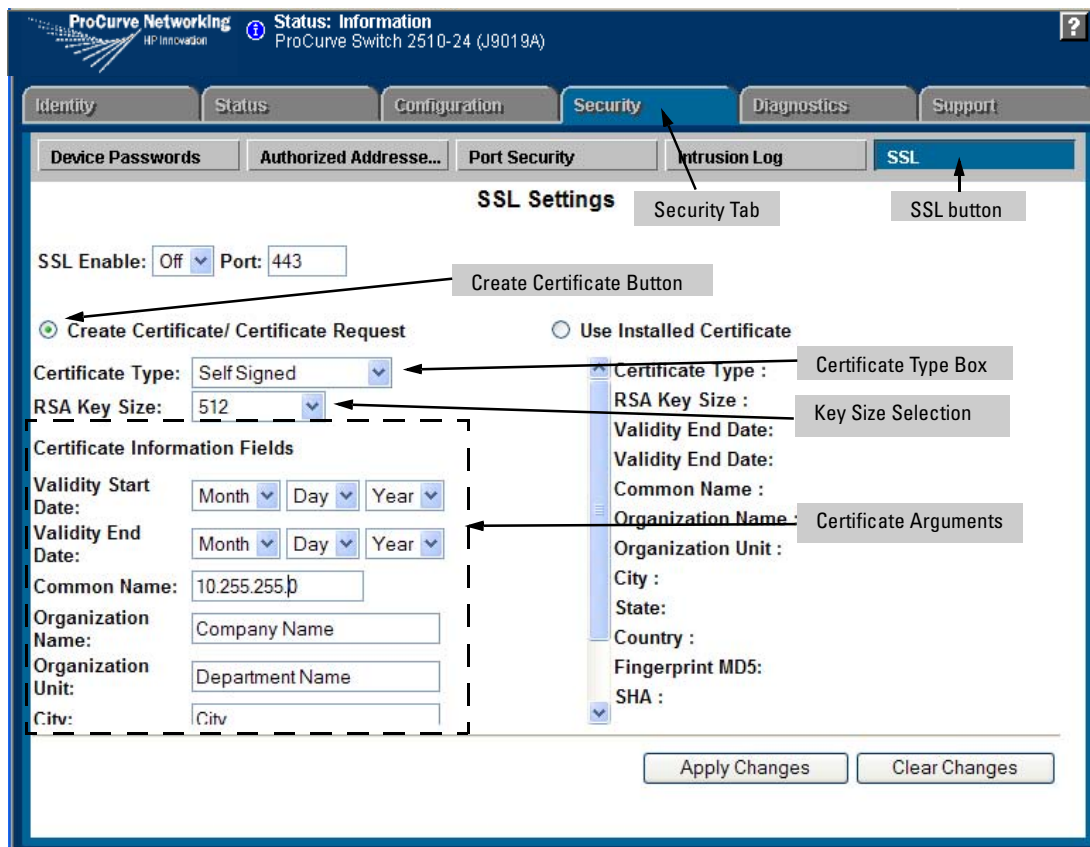 ProCurve Networking
HP Innovation
Status: Information
ProCurve Switch 2510-24 (J9019A)
?
Identity
Status
Configuration
Security
Diagnostics
Support
Device Passwords
Authorized Addresse...
Port Security
Intrusion Log
SSL
SSL Settings
Security Tab
SSL button
SSL Enable: Off Port: 443
Create Certificate Button
Create Certificate/ Certificate Request
Certificate Type: Self Signed
RSA Key Size: 512
Certificate Information Fields
Validity Start
Date:
Month Day Year
Validity End
Date:
Month Day Year
Common Name: 10.255.255.0
Organization
Name:
Company Name
Organization
Unit:
Department Name
City: City
Use Installed Certificate
Certificate Type :
RSA Key Size :
Validity End Date:
Validity End Date:
Common Name :
Organization Name :
Organization Unit :
City :
State:
Country :
Fingerprint MD5:
SHA :
Certificate Type Box
Key Size Selection
Certificate Arguments
Apply Changes
Clear Changes